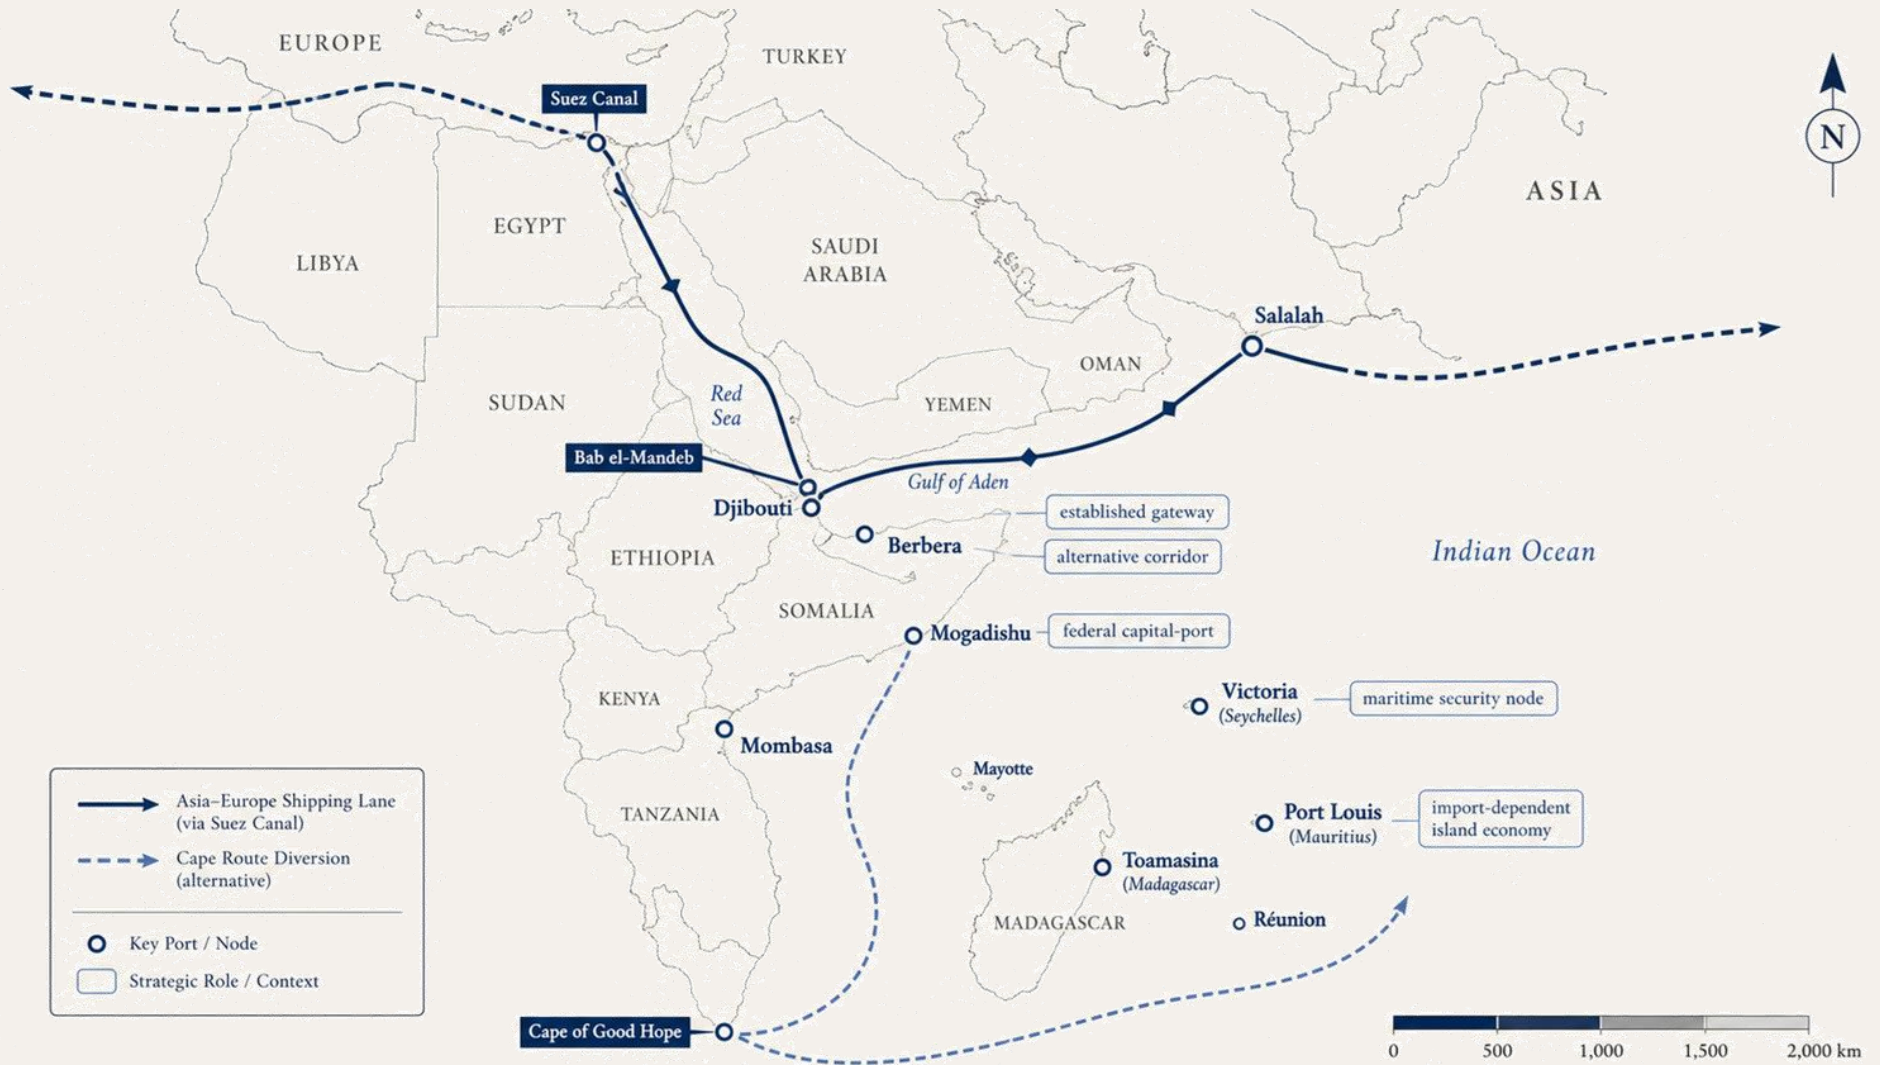 EUROPE
TURKEY
Suez Canal
N
ASIA
EGYPT
LIBYA
SAUDI
ARABIA
Salalah
OMAN
Red
Sea
YEMEN
SUDAN
Bab el-Mandeb
Gulf of Aden
Djibouti
established gateway
Berbera
alternative corridor
Indian Ocean
ETHIOPIA
SOMALIA
Mogadishu
federal capital-port
KENYA
Victoria
(Seychelles)
maritime security node
Mombasa
Mayotte
TANZANIA
Port Louis
(Mauritius)
import-dependent
island economy
Toamasina
(Madagascar)
MADAGASCAR
Réunion
Asia–Europe Shipping Lane
(via Suez Canal)
Cape Route Diversion
(alternative)
Key Port / Node
Strategic Role / Context
Cape of Good Hope
0 500 1,000 1,500 2,000 km